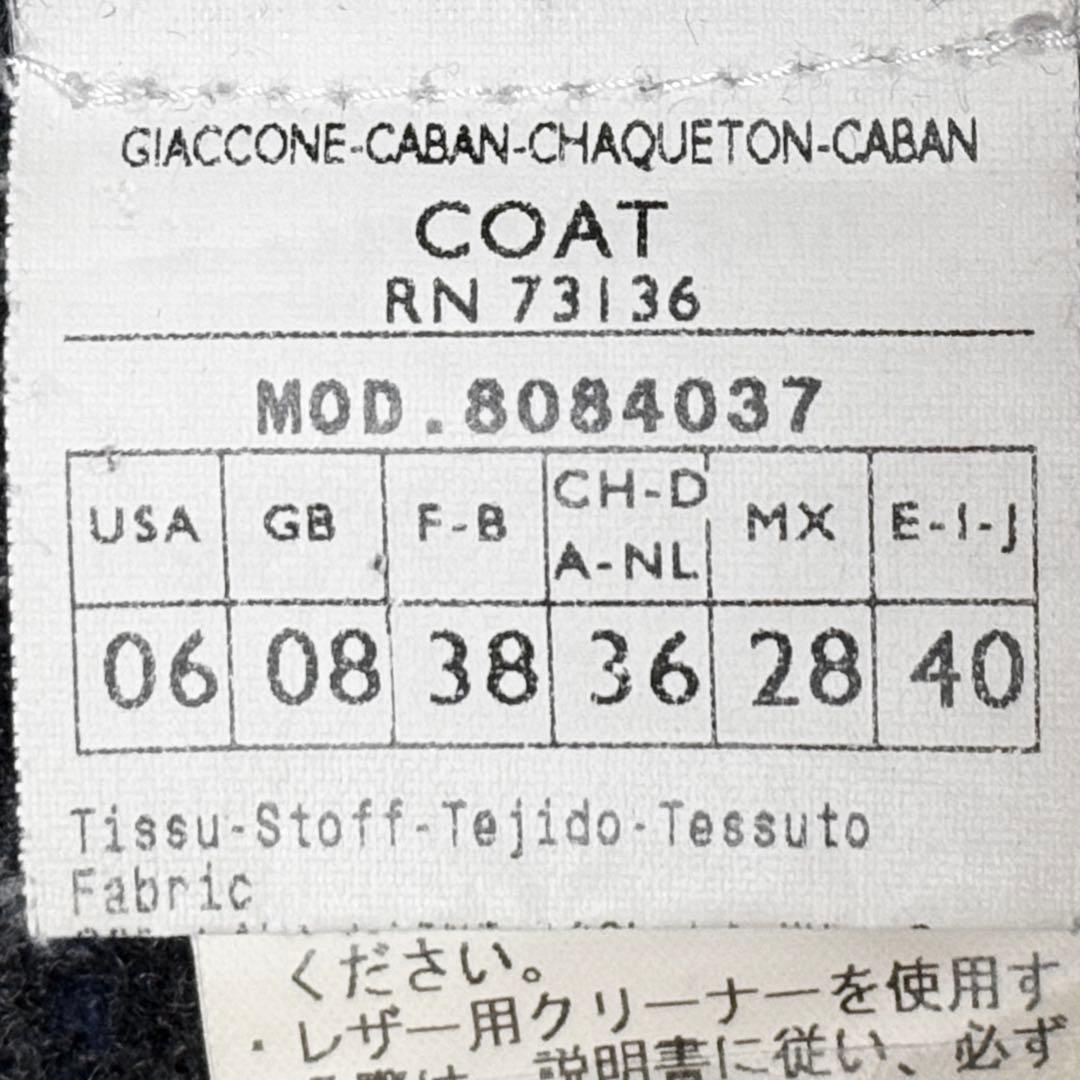 GIACCONE-CABAN-CHAQUETON-CABAN
COAT
RN 73136
MOD.8084037
USA GB F-B CH-D A-NL MX E-I-J
06 08 38 36 28 40
Tissu-Stoff-Tejido-Tessuto
Fabric
ください。
・レザー用クリーナーを使用す
説明書に従い、必ず